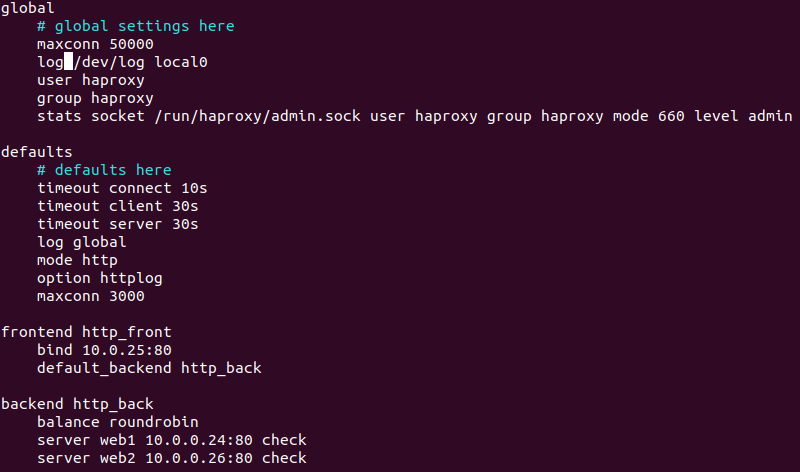 global
    # global settings here
    maxconn 50000
    log /dev/log local0
    user haproxy
    group haproxy
    stats socket /run/haproxy/admin.sock user haproxy group haproxy mode 660 level admin

defaults
    # defaults here
    timeout connect 10s
    timeout client 30s
    timeout server 30s
    log global
    mode http
    option httplog
    maxconn 3000

frontend http_front
    bind 10.0.25:80
    default_backend http_back

backend http_back
    balance roundrobin
    server web1 10.0.0.24:80 check
    server web2 10.0.0.26:80 check